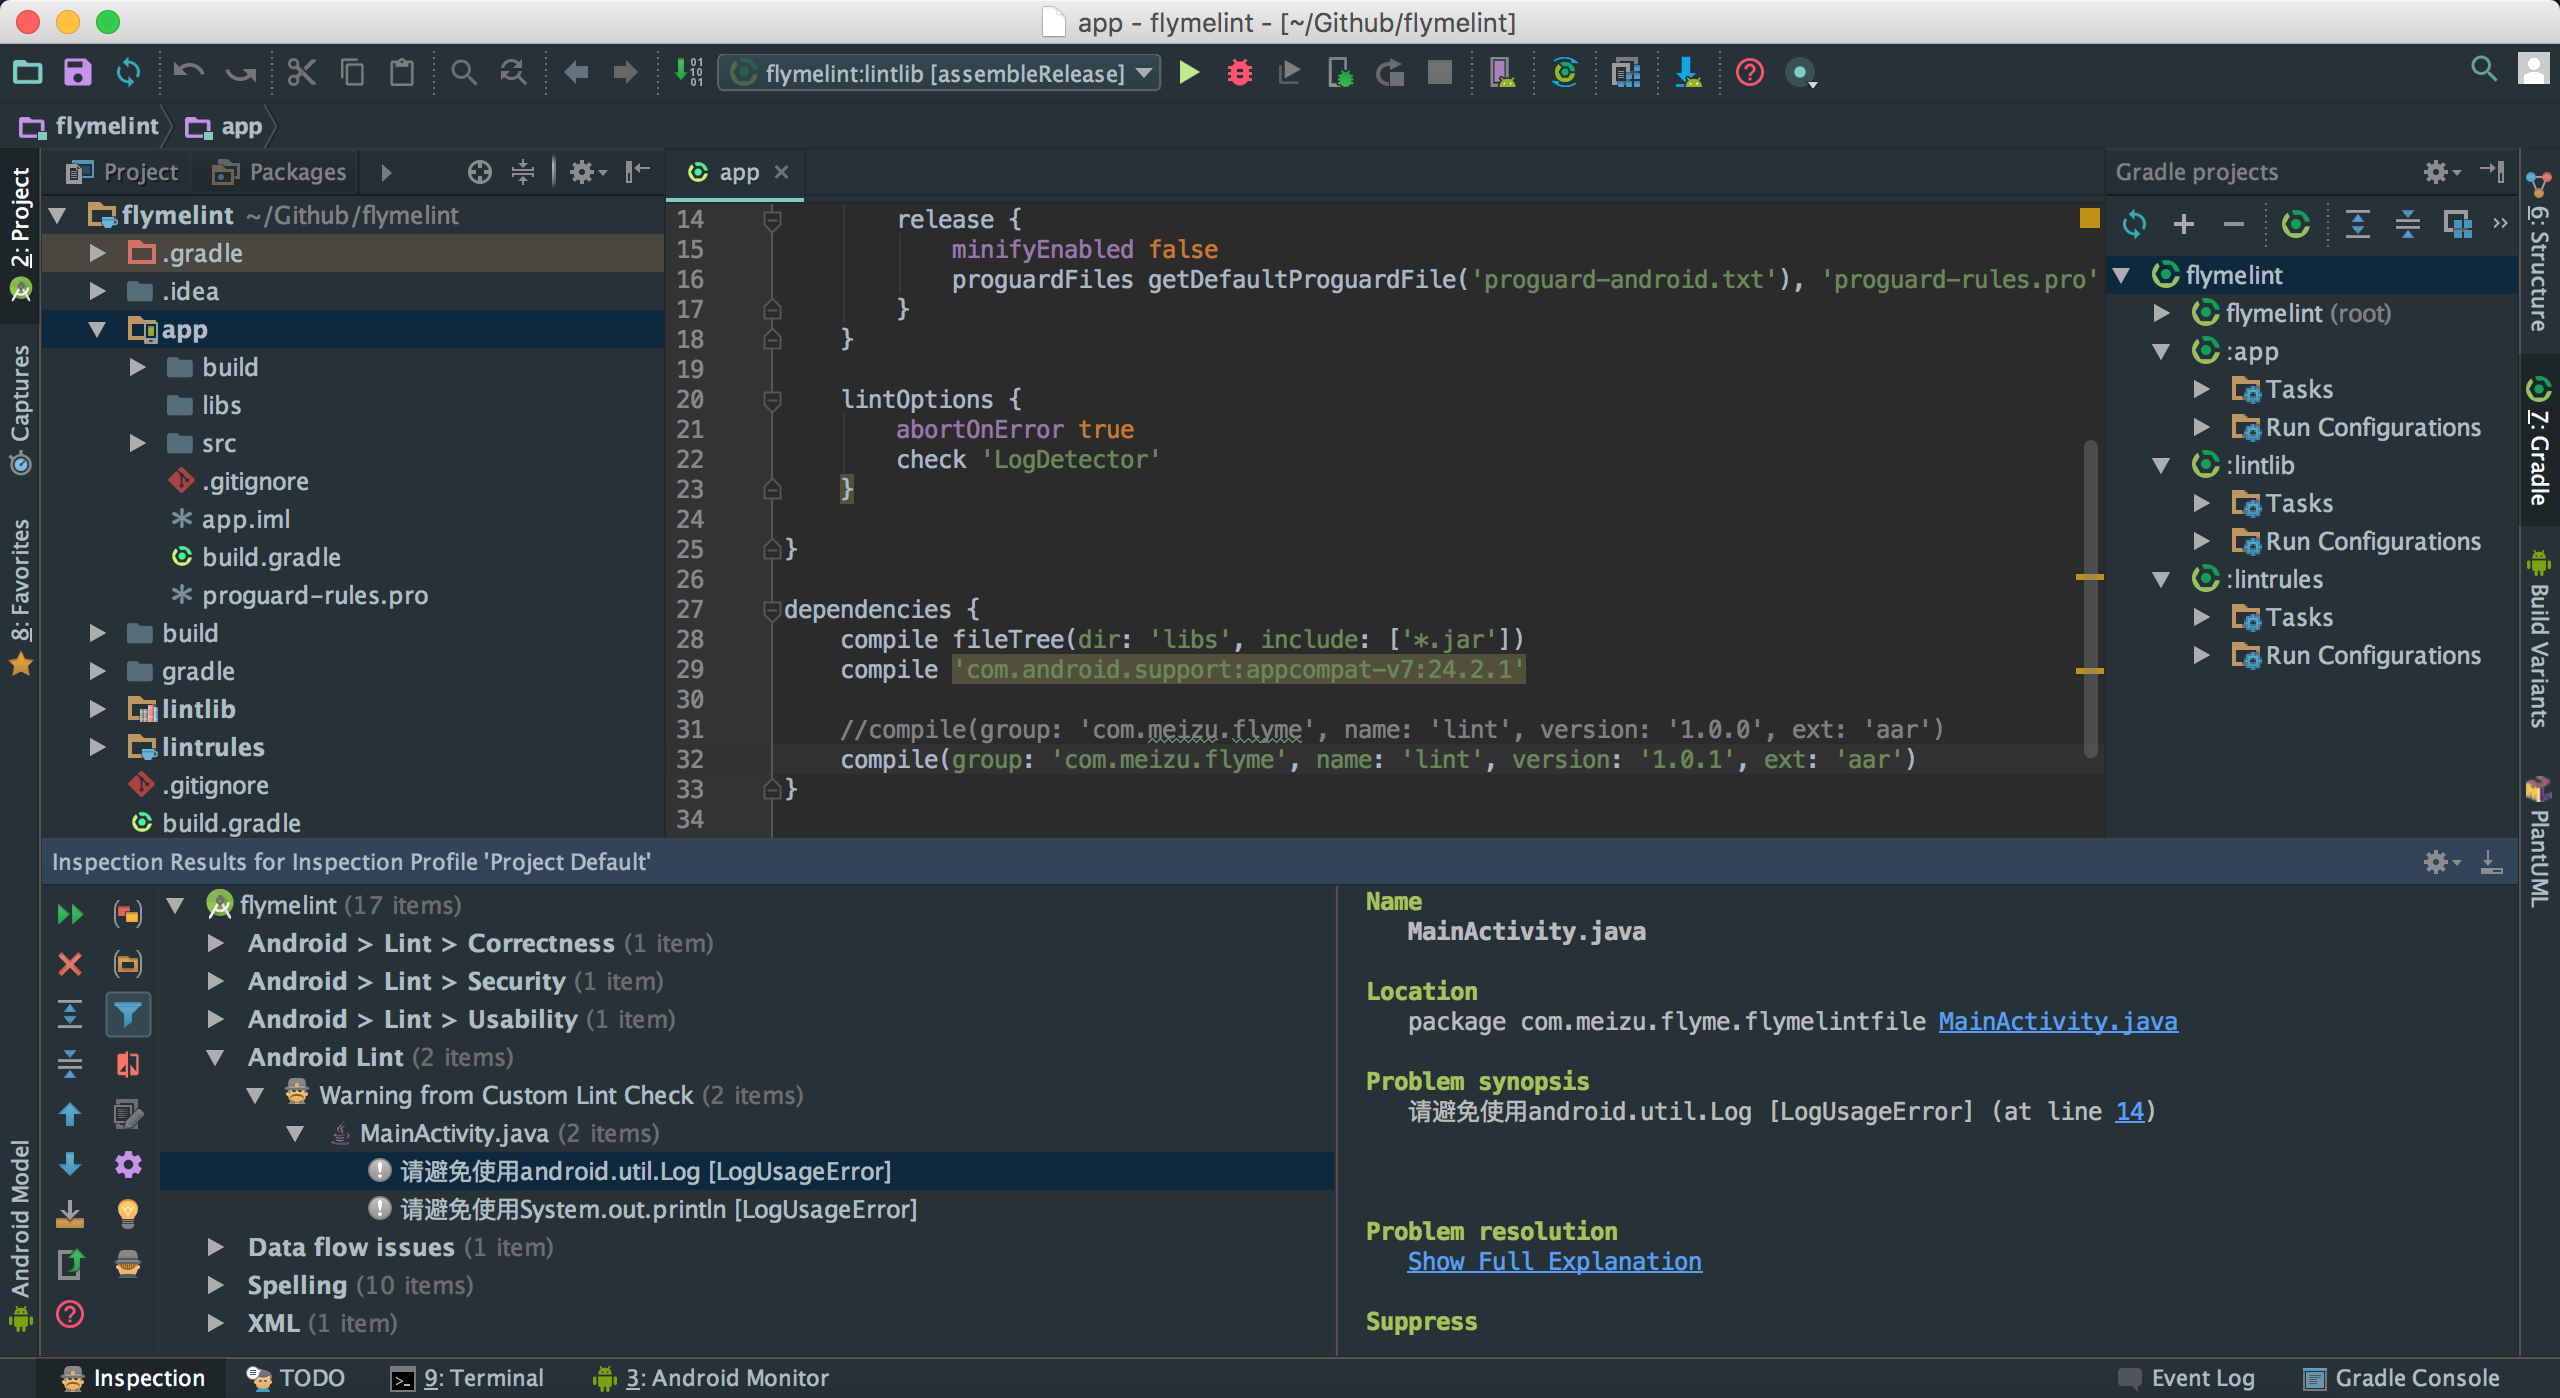 app - flymelint - [~/Github/flymelint]
flymelint:lintlib [assembleRelease]
flymelint
app
2: Project
Captures
8: Favorites
Android Model
Project
Packages
flymelint ~/Github/flymelint
.gradle
.idea
app
build
libs
src
.gitignore
app.iml
build.gradle
proguard-rules.pro
build
gradle
lintlib
lintrules
.gitignore
build.gradle
app
14 release {
15 minifyEnabled false
16 proguardFiles getDefaultProguardFile('proguard-android.txt'), 'proguard-rules.pro'
17 }
18 }
19
20 lintOptions {
21 abortOnError true
22 check 'LogDetector'
23 }
24
25 }
26
27 dependencies {
28 compile fileTree(dir: 'libs', include: ['*.jar'])
29 compile 'com.android.support:appcompat-v7:24.2.1'
30
31 //compile(group: 'com.meizu.flyme', name: 'lint', version: '1.0.0', ext: 'aar')
32 compile(group: 'com.meizu.flyme', name: 'lint', version: '1.0.1', ext: 'aar')
33 }
34
Gradle projects
flymelint
flymelint (root)
:app
Tasks
Run Configurations
:lintlib
Tasks
Run Configurations
:lintrules
Tasks
Run Configurations
6: Structure
7: Gradle
Build Variants
PlantUML
Inspection Results for Inspection Profile 'Project Default'
flymelint (17 items)
Android > Lint > Correctness (1 item)
Android > Lint > Security (1 item)
Android > Lint > Usability (1 item)
Android Lint (2 items)
Warning from Custom Lint Check (2 items)
MainActivity.java (2 items)
请避免使用android.util.Log [LogUsageError]
请避免使用System.out.println [LogUsageError]
Data flow issues (1 item)
Spelling (10 items)
XML (1 item)
Name
MainActivity.java
Location
package com.meizu.flyme.flymelintfile MainActivity.java
Problem synopsis
请避免使用android.util.Log [LogUsageError] (at line 14)
Problem resolution
Show Full Explanation
Suppress
Inspection
TODO
9: Terminal
3: Android Monitor
Event Log
Gradle Console